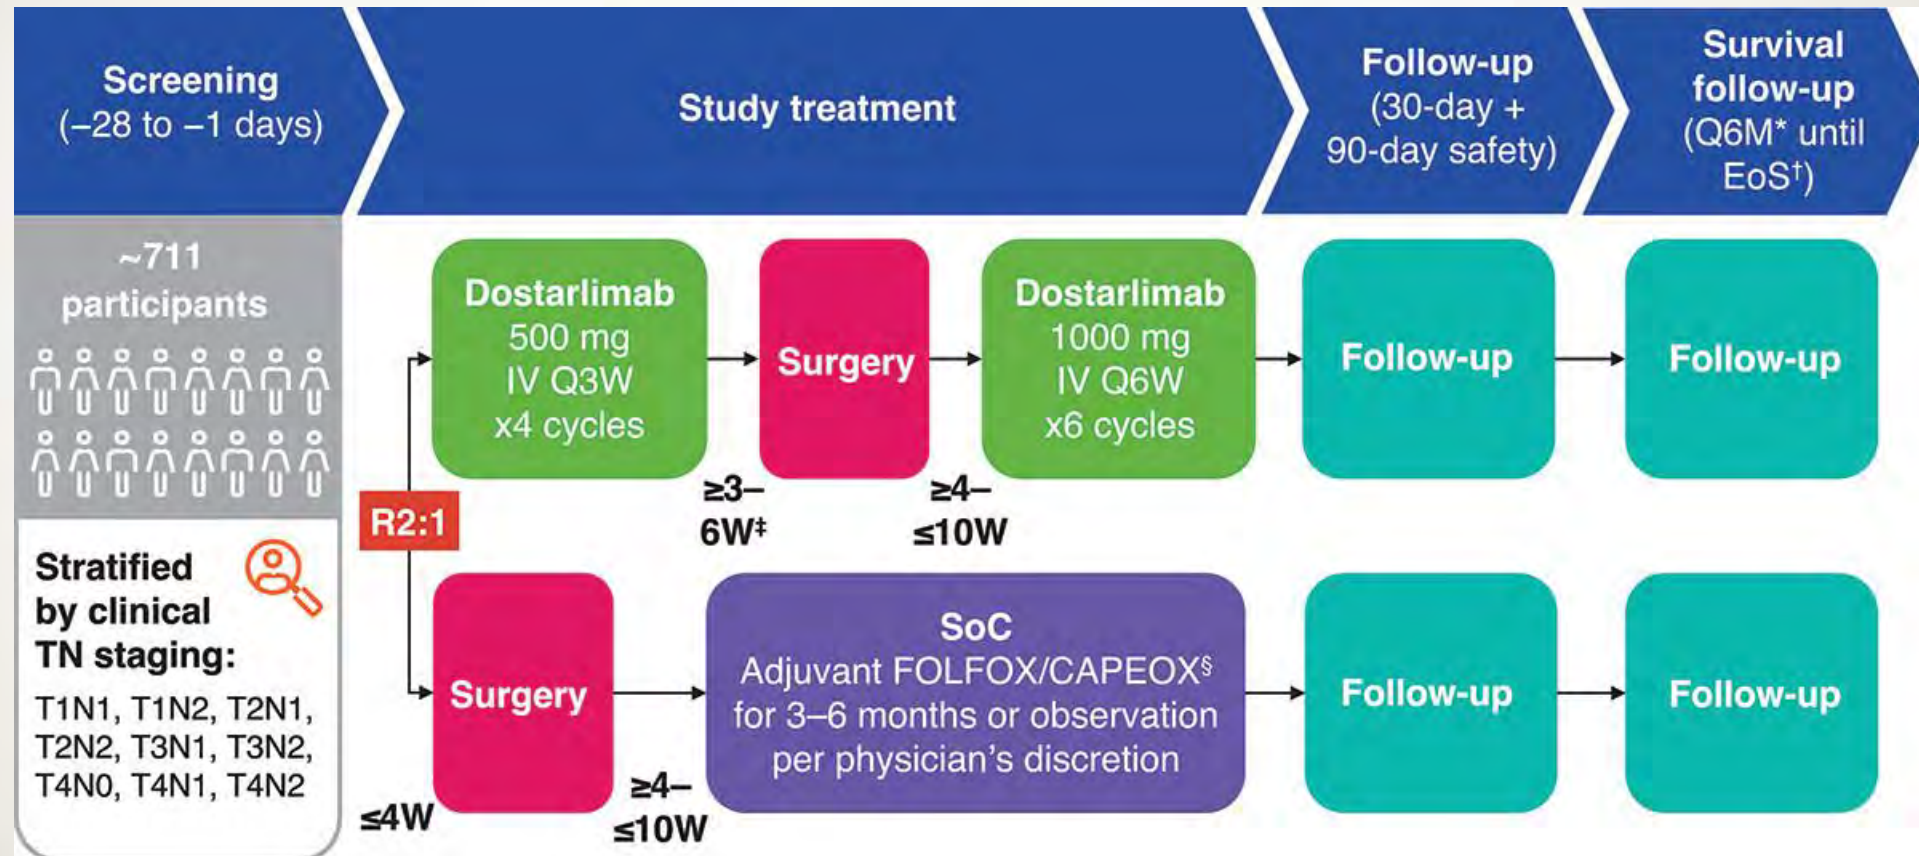 Screening
(–28 to –1 days)
Study treatment
Follow-up
(30-day +
90-day safety)
Survival
follow-up
(Q6M* until
EoS†)
~711
participants
Stratified
by clinical
TN staging:
T1N1, T1N2, T2N1,
T2N2, T3N1, T3N2,
T4N0, T4N1, T4N2
R2:1
Dostarlimab
500 mg
IV Q3W
x4 cycles
≥3–
6W‡
Surgery
≥4–
≤10W
Dostarlimab
1000 mg
IV Q6W
x6 cycles
Follow-up
Follow-up
≤4W
Surgery
≥4–
≤10W
SoC
Adjuvant FOLFOX/CAPEOX§
for 3–6 months or observation
per physician's discretion
Follow-up
Follow-up